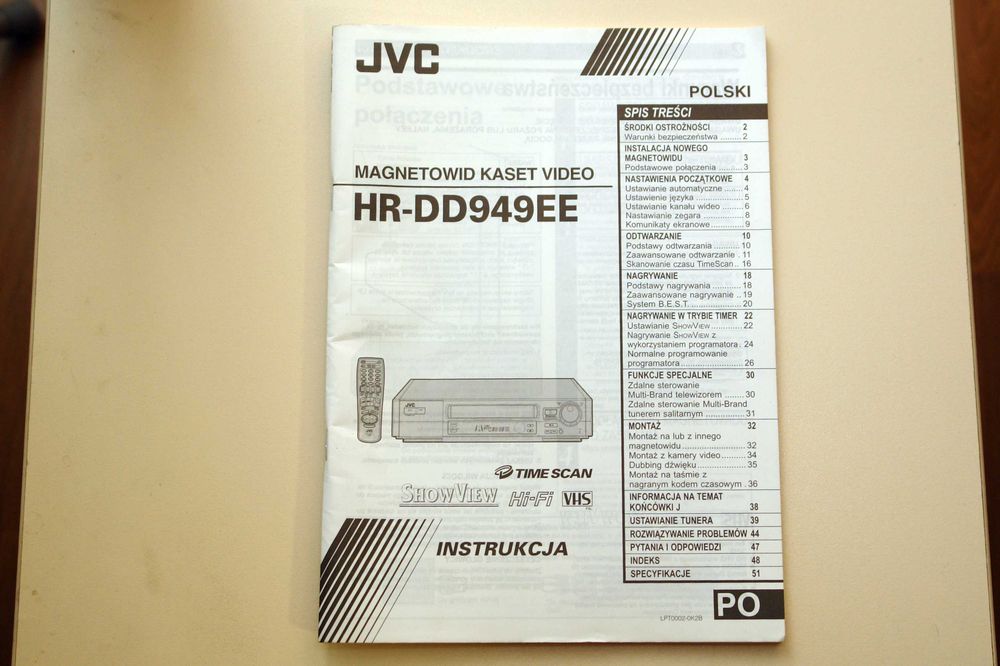 JVC
POLSKI
MAGNETOWID KASET VIDEO
HR-DD949EE
SPIS TREŚCI
ŚRODKI OSTROŻNOŚCI 2
Warunki bezpieczeństwa ......... 2
INSTALACJA NOWEGO
MAGNETOWIDU 3
Podstawowe połączenia ......... 3
NASTAWIENIA POCZĄTKOWE 4
Ustawianie automatyczne ....... 4
Ustawienie języka ................ 5
Ustawianie kanału wideo ....... 6
Nastawianie zegara .............. 8
Komunikaty ekranowe ............ 9
ODTWARZANIE 10
Podstawy odtwarzania .......... 10
Zaawansowane odtwarzanie . 11
Skanowanie czasu TimeScan .. 16
NAGRYWANIE 18
Podstawy nagrywania ............ 18
Zaawansowane nagrywanie .. 19
System B.E.S.T. ................. 20
NAGRYWANIE W TRYBIE TIMER 22
Ustawianie SHOWVIEW ............. 22
Nagrywanie SHOWVIEW z
wykorzystaniem programatora . 24
Normalne programowanie
programatora ..................... 26
FUNKCJE SPECJALNE 30
Zdalne sterowanie
Multi-Brand telewizorem ........ 30
Zdalne sterowanie Multi-Brand
tunerem salitarnym .............. 31
MONTAŻ 32
Montaż na lub z innego
magnetowidu ..................... 32
Montaż z kamery video ......... 34
Dubbing dźwięku ................. 35
Montaż na taśmie z
nagranym kodem czasowym . 36
INFORMACJA NA TEMAT
KOŃCÓWKI J 38
USTAWIANIE TUNERA 39
ROZWIĄZYWANIE PROBLEMÓW 44
PYTANIA I ODPOWIEDZI 47
INDEKS 48
SPECYFIKACJE 51
JVC
TIME SCAN
SHOWVIEW Hi-Fi VHS
INSTRUKCJA
PO
LPT0002-0K2B